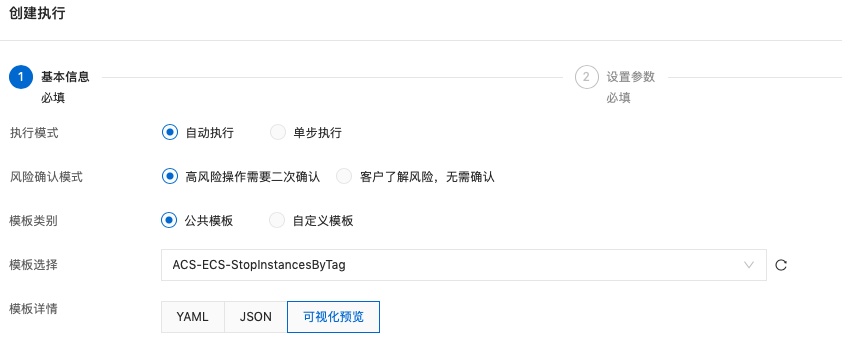 创建执行
1 基本信息 2 设置参数
必填 必填
执行模式 自动执行 单步执行
风险确认模式 高风险操作需要二次确认 客户了解风险，无需确认
模板类别 公共模板 自定义模板
模板选择 ACS-ECS-StopInstancesByTag
模板详情 YAML JSON 可视化预览